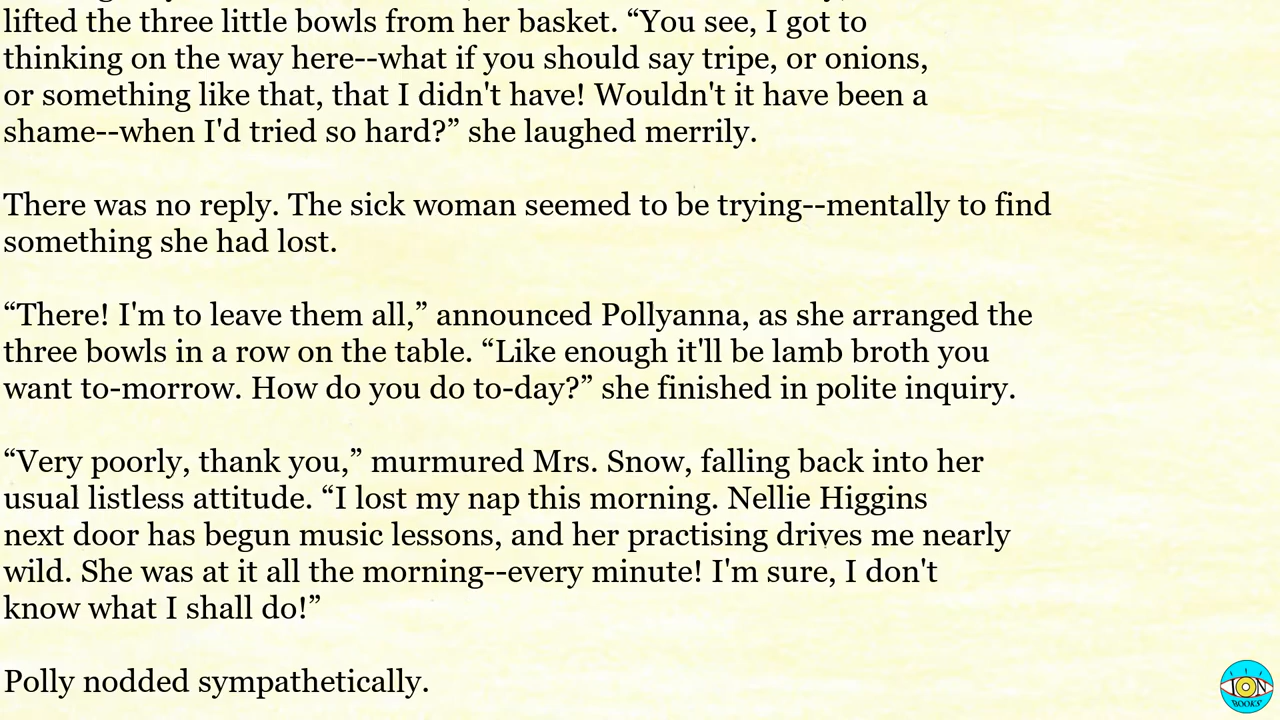 lifted the three little bowls from her basket. “You see, I got to
thinking on the way here--what if you should say tripe, or onions,
or something like that, that I didn't have! Wouldn't it have been a
shame--when I'd tried so hard?” she laughed merrily.
There was no reply. The sick woman seemed to be trying--mentally to find
something she had lost.
“There! I'm to leave them all,” announced Pollyanna, as she arranged the
three bowls in a row on the table. “Like enough it'll be lamb broth you
want to-morrow. How do you do to-day?” she finished in polite inquiry.
“Very poorly, thank you,” murmured Mrs. Snow, falling back into her
usual listless attitude. “I lost my nap this morning. Nellie Higgins
next door has begun music lessons, and her practising drives me nearly
wild. She was at it all the morning--every minute! I'm sure, I don't
know what I shall do!”
Polly nodded sympathetically.
ION
BOOKS